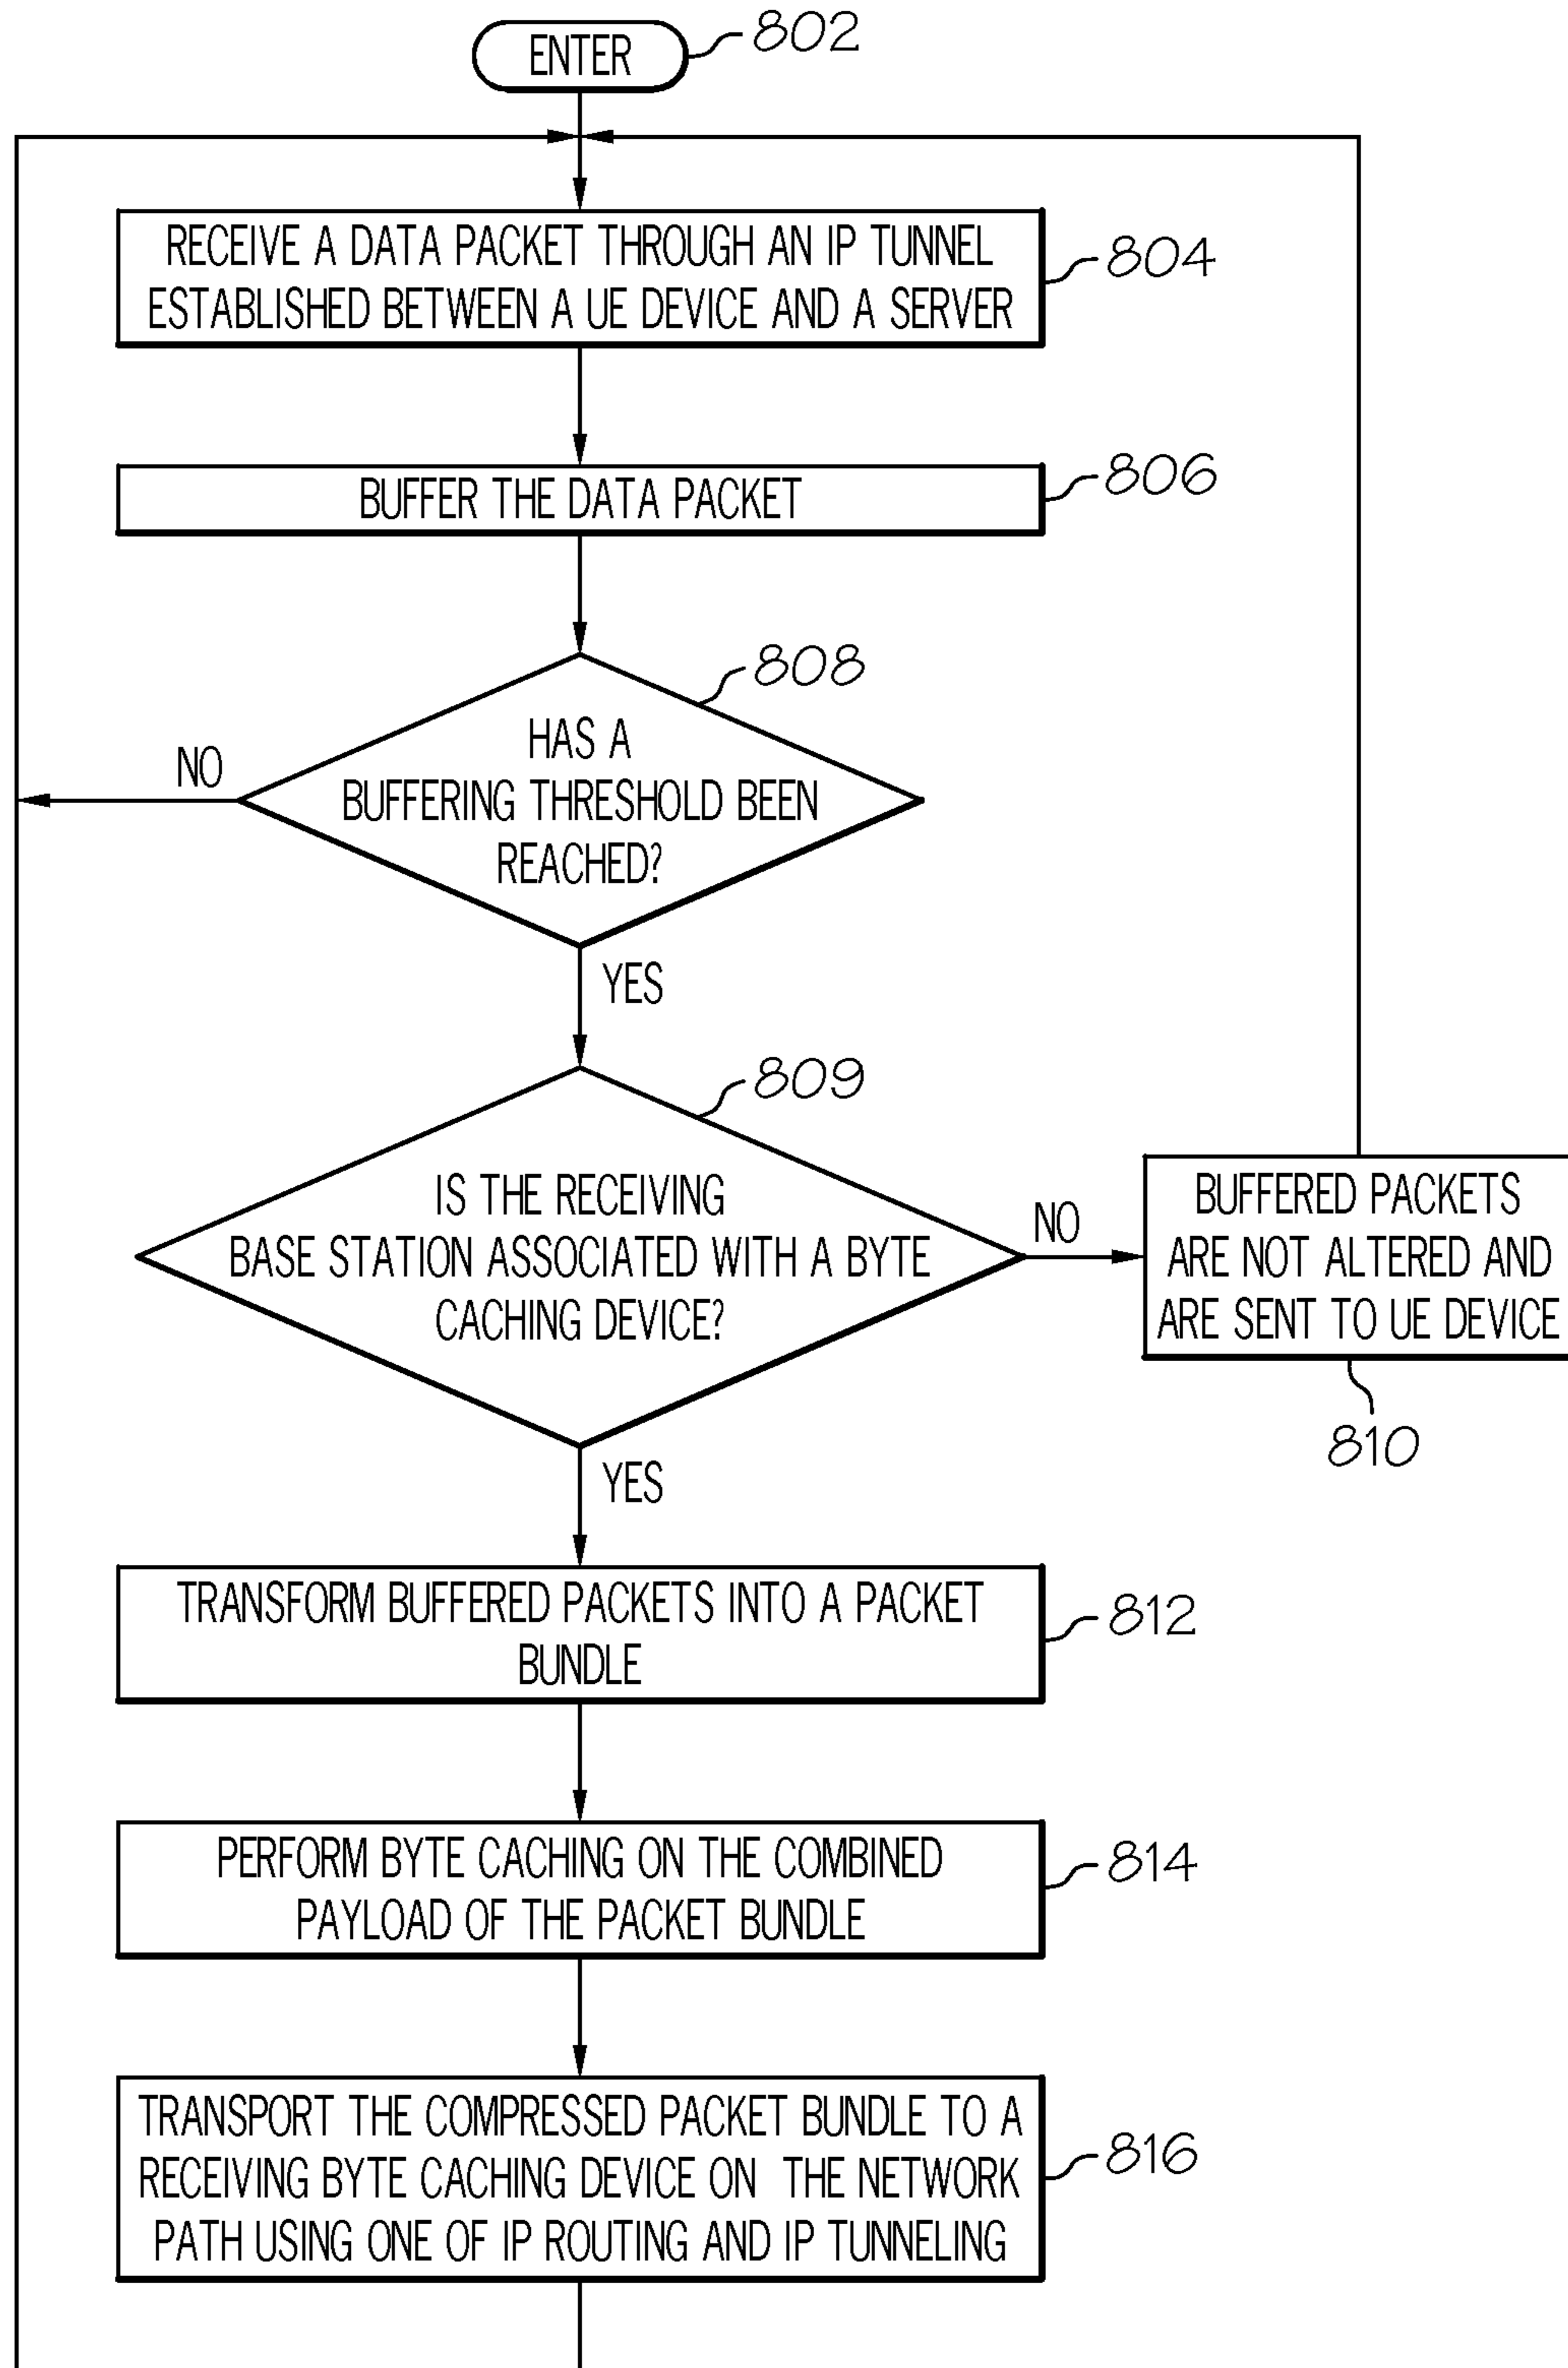 ENTER
802
RECEIVE A DATA PACKET THROUGH AN IP TUNNEL
ESTABLISHED BETWEEN A UE DEVICE AND A SERVER
804
BUFFER THE DATA PACKET
806
808
HAS A
BUFFERING THRESHOLD BEEN
REACHED?
NO
YES
809
IS THE RECEIVING
BASE STATION ASSOCIATED WITH A BYTE
CACHING DEVICE?
NO
BUFFERED PACKETS
ARE NOT ALTERED AND
ARE SENT TO UE DEVICE
810
YES
TRANSFORM BUFFERED PACKETS INTO A PACKET
BUNDLE
812
PERFORM BYTE CACHING ON THE COMBINED
PAYLOAD OF THE PACKET BUNDLE
814
TRANSPORT THE COMPRESSED PACKET BUNDLE TO A
RECEIVING BYTE CACHING DEVICE ON THE NETWORK
PATH USING ONE OF IP ROUTING AND IP TUNNELING
816